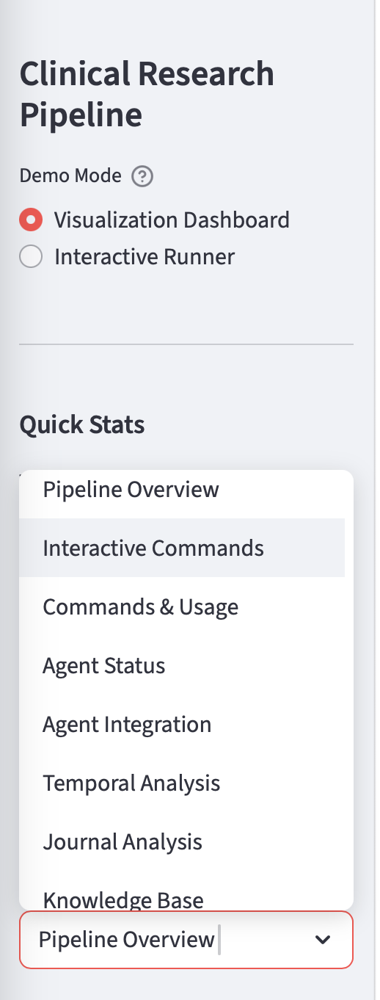 Clinical Research
Pipeline
Demo Mode ?
Visualization Dashboard
Interactive Runner
Quick Stats
Pipeline Overview
Interactive Commands
Commands & Usage
Agent Status
Agent Integration
Temporal Analysis
Journal Analysis
Knowledge Base
Pipeline Overview